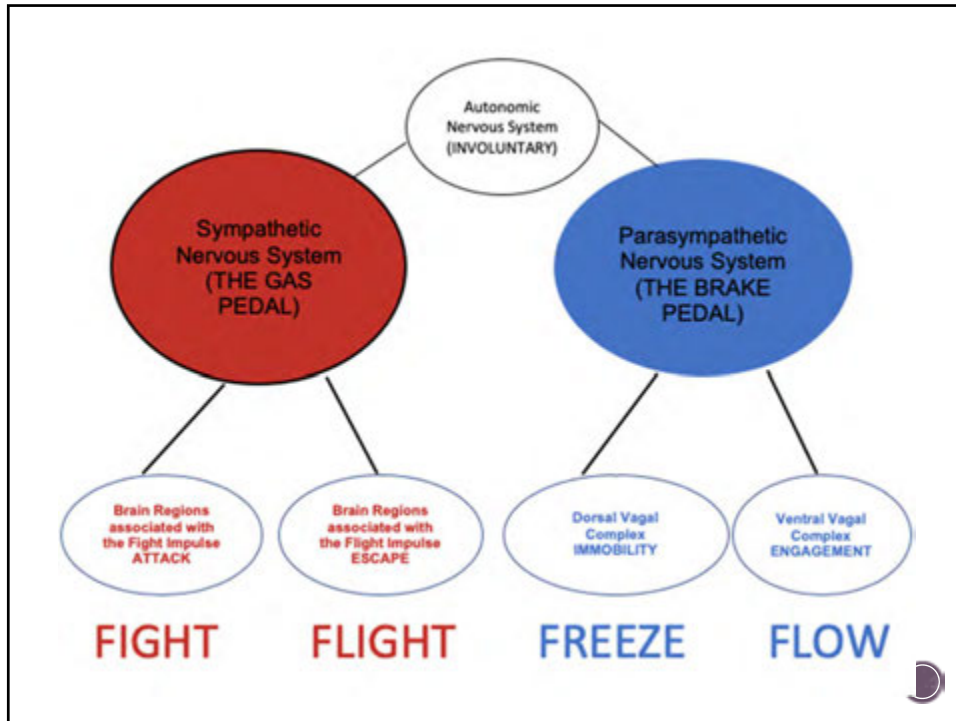 Autonomic
Nervous System
(INVOLUNTARY)
Sympathetic
Nervous System
(THE GAS
PEDAL)
Parasympathetic
Nervous System
(THE BRAKE
PEDAL)
Brain Regions
associated with
the Fight Impulse
ATTACK
Brain Regions
associated with
the Flight Impulse
ESCAPE
Dorsal Vagal
Complex
IMMOBILITY
Ventral Vagal
Complex
ENGAGEMENT
FIGHT
FLIGHT
FREEZE
FLOW